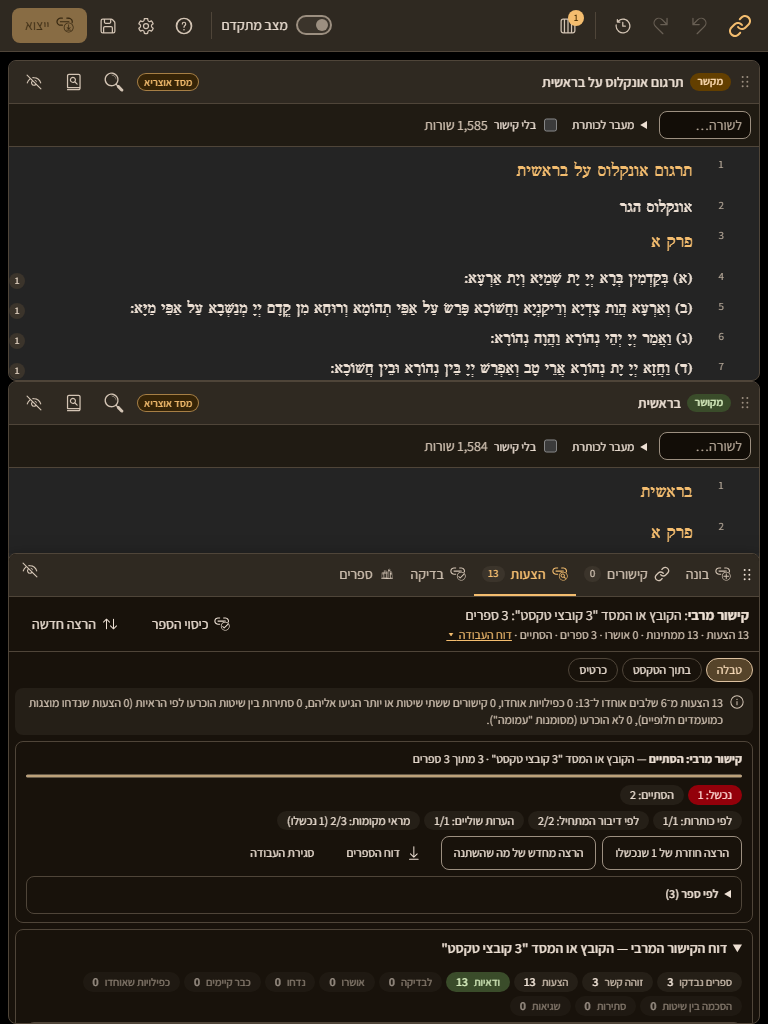 מצב מתקדם
ייצוא
1
מקשר
תרגום אונקלוס על בראשית
מסד אוצריא
לשורה...
מעבר לכותרת
בלי קישור
1,585 שורות
1 תרגום אונקלוס על בראשית
2 אונקלוס הגר
3 פרק א
4 (א) בְּקַדְמִין בְּרָא יְיָ יָת שְׁמַיָּא וְיָת אַרְעָא: 1
5 (ב) וְאַרְעָא הֲוַת צָדְיָא וְרֵיקַנְיָא וַחֲשׁוֹכָא פָּרֵשׂ עַל אַפֵּי תְהוֹמָא וְרוּחָא מִן קֳדָם יְיָ מְנַשְּׁבָא עַל אַפֵּי מַיָּא: 1
6 (ג) וַאֲמַר יְיָ יְהֵי נְהוֹרָא וַהֲוָה נְהוֹרָא: 1
7 (ד) וַחֲזָא יְיָ יָת נְהוֹרָא אֲרֵי טָב וְאַפְרֵשׁ יְיָ בֵּין נְהוֹרָא וּבֵין חֲשׁוֹכָא: 1
מקושר
בראשית
מסד אוצריא
לשורה...
מעבר לכותרת
בלי קישור
1,584 שורות
1 בראשית
2 פרק א
בונה
קישורים 0
הצעות 13
בדיקה
ספרים
קישור מרבי: הקובץ או המסד "3 קובצי טקסט": 3 ספרים
13 הצעות · 13 ממתינות · 0 אושרו · 3 ספרים · הסתיים · דוח העבודה
כיסוי הספר
הרצה חדשה
טבלה
בתוך הטקסט
כרטיס
13 הצעות מ־6 שלבים אוחדו ל־13: 0 כפילויות אוחדו, 0 קישורים ששתי שיטות או יותר הגיעו אליהם, 0 סתירות בין שיטות הוכרעו לפי הראיות (0 הצעות שנדחו מוצגות
כמועמדים חלופיים), 0 לא הוכרעו (מסומנות "עמומה").
קישור מרבי: הסתיים — הקובץ או המסד "3 קובצי טקסט" · 3 מתוך 3 ספרים
נכשל: 1
הסתיים: 2
לפי כותרות: 1/1
לפי דיבור המתחיל: 2/2
הערות שוליים: 1/1
מראי מקומות: 2/3 (1 נכשלו)
הרצה חוזרת של 1 שנכשלו
הרצה מחדש של מה שהשתנה
דוח הספרים
סגירת העבודה
לפי ספר (3)
דוח הקישור המרבי — הקובץ או המסד "3 קובצי טקסט"
ספרים נבדקו 3
זוהה קשר 3
הצעות 13
ודאיות 13
לבדיקה 0
אושרו 0
נדחו 0
כבר קיימים 0
כפילויות שאוחדו 0
הסכמה בין שיטות 0
סתירות 0
שגיאות 0